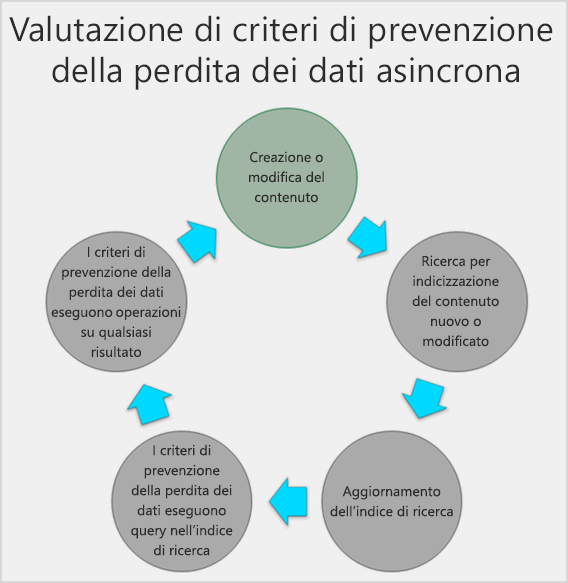 Valutazione di criteri di prevenzione
della perdita dei dati asincrona
Creazione o
modifica del
contenuto
Ricerca per
indicizzazione
del contenuto
nuovo o
modificato
Aggiornamento
dell'indice di ricerca
I criteri di
prevenzione
della perdita dei
dati eseguono
query nell'indice
di ricerca
I criteri di
prevenzione della
perdita dei dati
eseguono operazioni
su qualsiasi
risultato